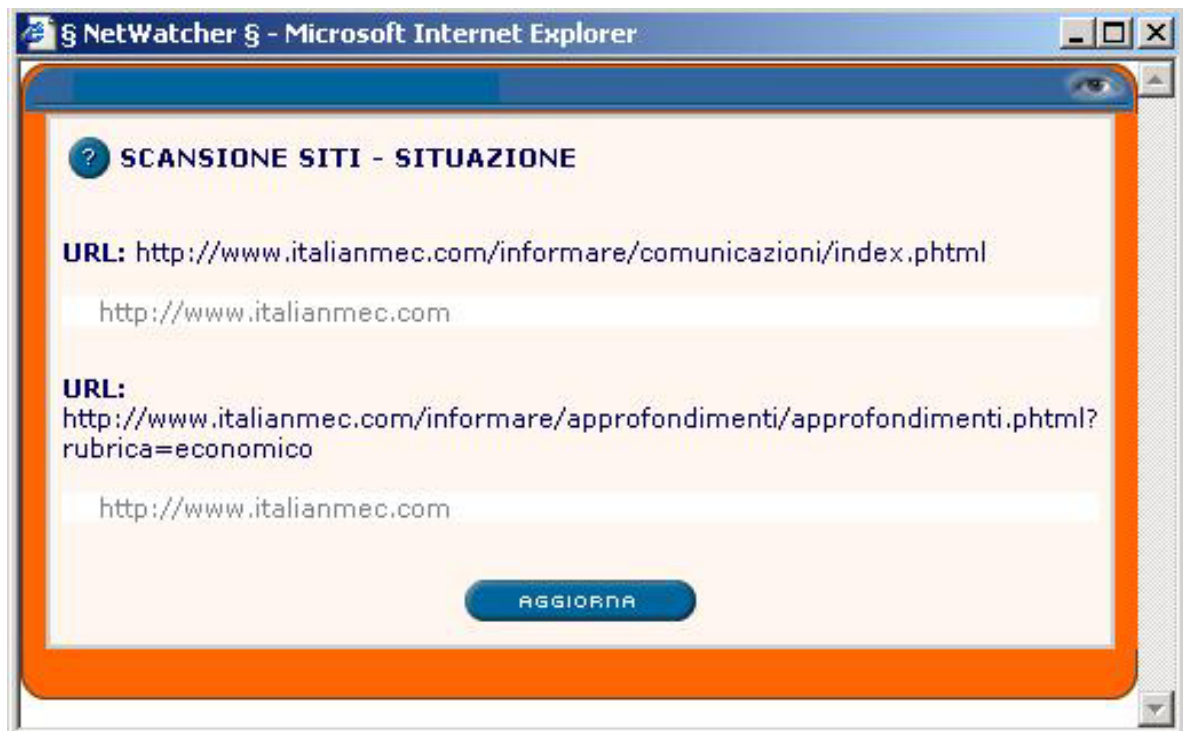 § NetWatcher § - Microsoft Internet Explorer
? SCANSIONE SITI - SITUAZIONE
URL: http://www.italianmec.com/informare/comunicazioni/index.phtml
http://www.italianmec.com
URL:
http://www.italianmec.com/informare/approfondimenti/approfondimenti.phtml?
rubrica=economico
http://www.italianmec.com
AGGIORNA